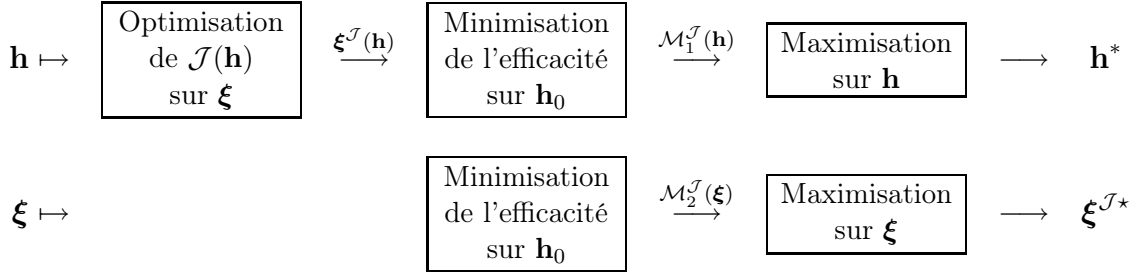 h ↦ Optimisation de 𝒥(h) sur ξ ξ^𝒥(h) ⟶ Minimisation de l'efficacité sur h₀ ℳ₁^𝒥(h) ⟶ Maximisation sur h ⟶ h*
ξ ↦ Minimisation de l'efficacité sur h₀ ℳ₂^𝒥(ξ) ⟶ Maximisation sur ξ ⟶ ξ^𝒥⋆